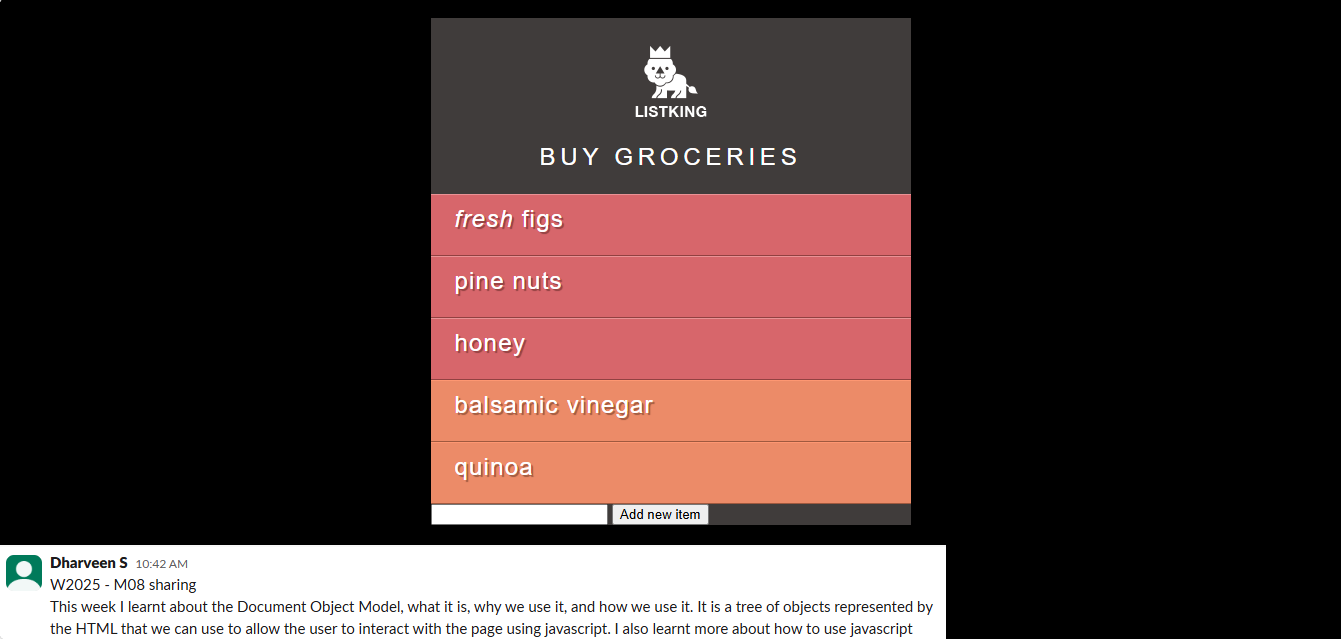 LISTKING
BUY GROCERIES
fresh figs
pine nuts
honey
balsamic vinegar
quinoa
Add new item
Dharveen S 10:42 AM
W2025 - M08 sharing
This week I learnt about the Document Object Model, what it is, why we use it, and how we use it. It is a tree of objects represented by
the HTML that we can use to allow the user to interact with the page using javascript. I also learnt more about how to use javascript